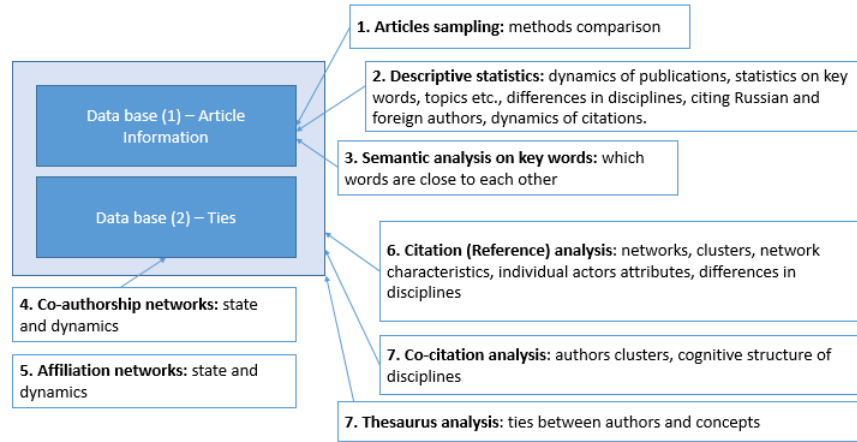 1. Articles sampling: methods comparison
2. Descriptive statistics: dynamics of publications, statistics on key
words, topics etc., differences in disciplines, citing Russian and
foreign authors, dynamics of citations.
Data base (1) – Article
Information
3. Semantic analysis on key words: which
words are close to each other
Data base (2) – Ties
6. Citation (Reference) analysis: networks, clusters, network
characteristics, individual actors attributes, differences in
disciplines
4. Co-authorship networks: state
and dynamics
5. Affiliation networks: state and
dynamics
7. Co-citation analysis: authors clusters, cognitive structure of
disciplines
7. Thesaurus analysis: ties between authors and concepts